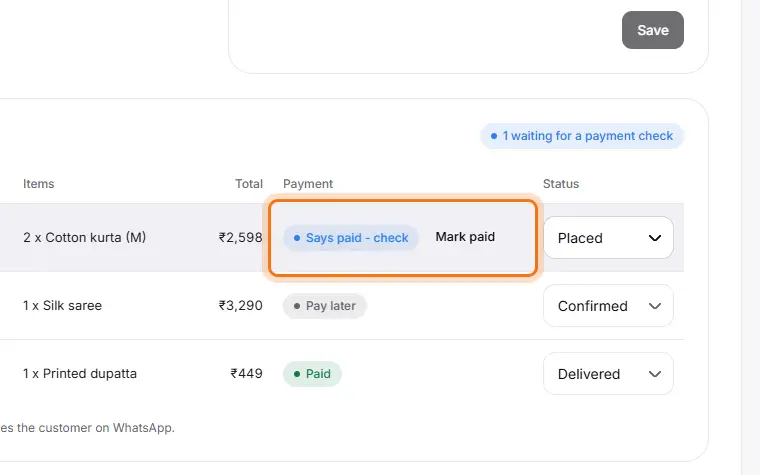 Save
1 waiting for a payment check
Items Total Payment Status
2 x Cotton kurta (M) ₹2,598 Says paid - check Mark paid Placed
1 x Silk saree ₹3,290 Pay later Confirmed
1 x Printed dupatta ₹449 Paid Delivered
es the customer on WhatsApp.